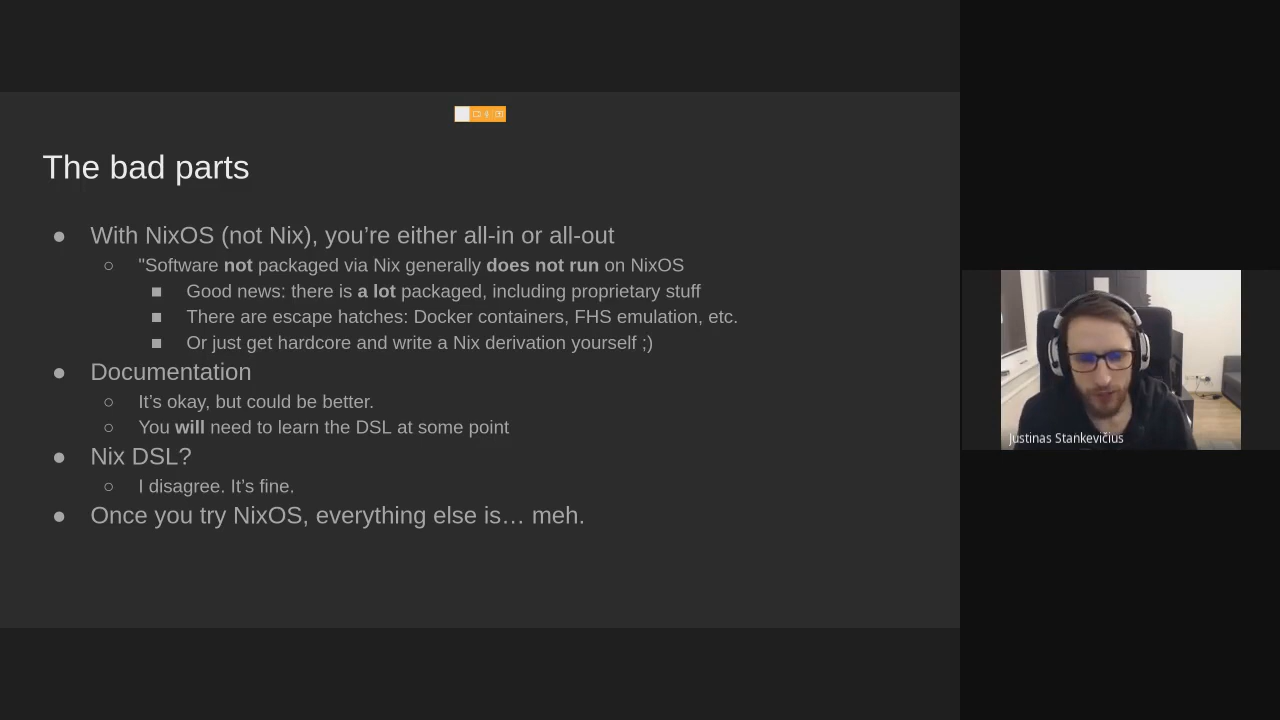 The bad parts
● With NixOS (not Nix), you’re either all-in or all-out
○ "Software not packaged via Nix generally does not run on NixOS
■ Good news: there is a lot packaged, including proprietary stuff
■ There are escape hatches: Docker containers, FHS emulation, etc.
■ Or just get hardcore and write a Nix derivation yourself ;)
● Documentation
○ It’s okay, but could be better.
○ You will need to learn the DSL at some point
● Nix DSL?
○ I disagree. It’s fine.
● Once you try NixOS, everything else is… meh.
Justinas Stankevičius